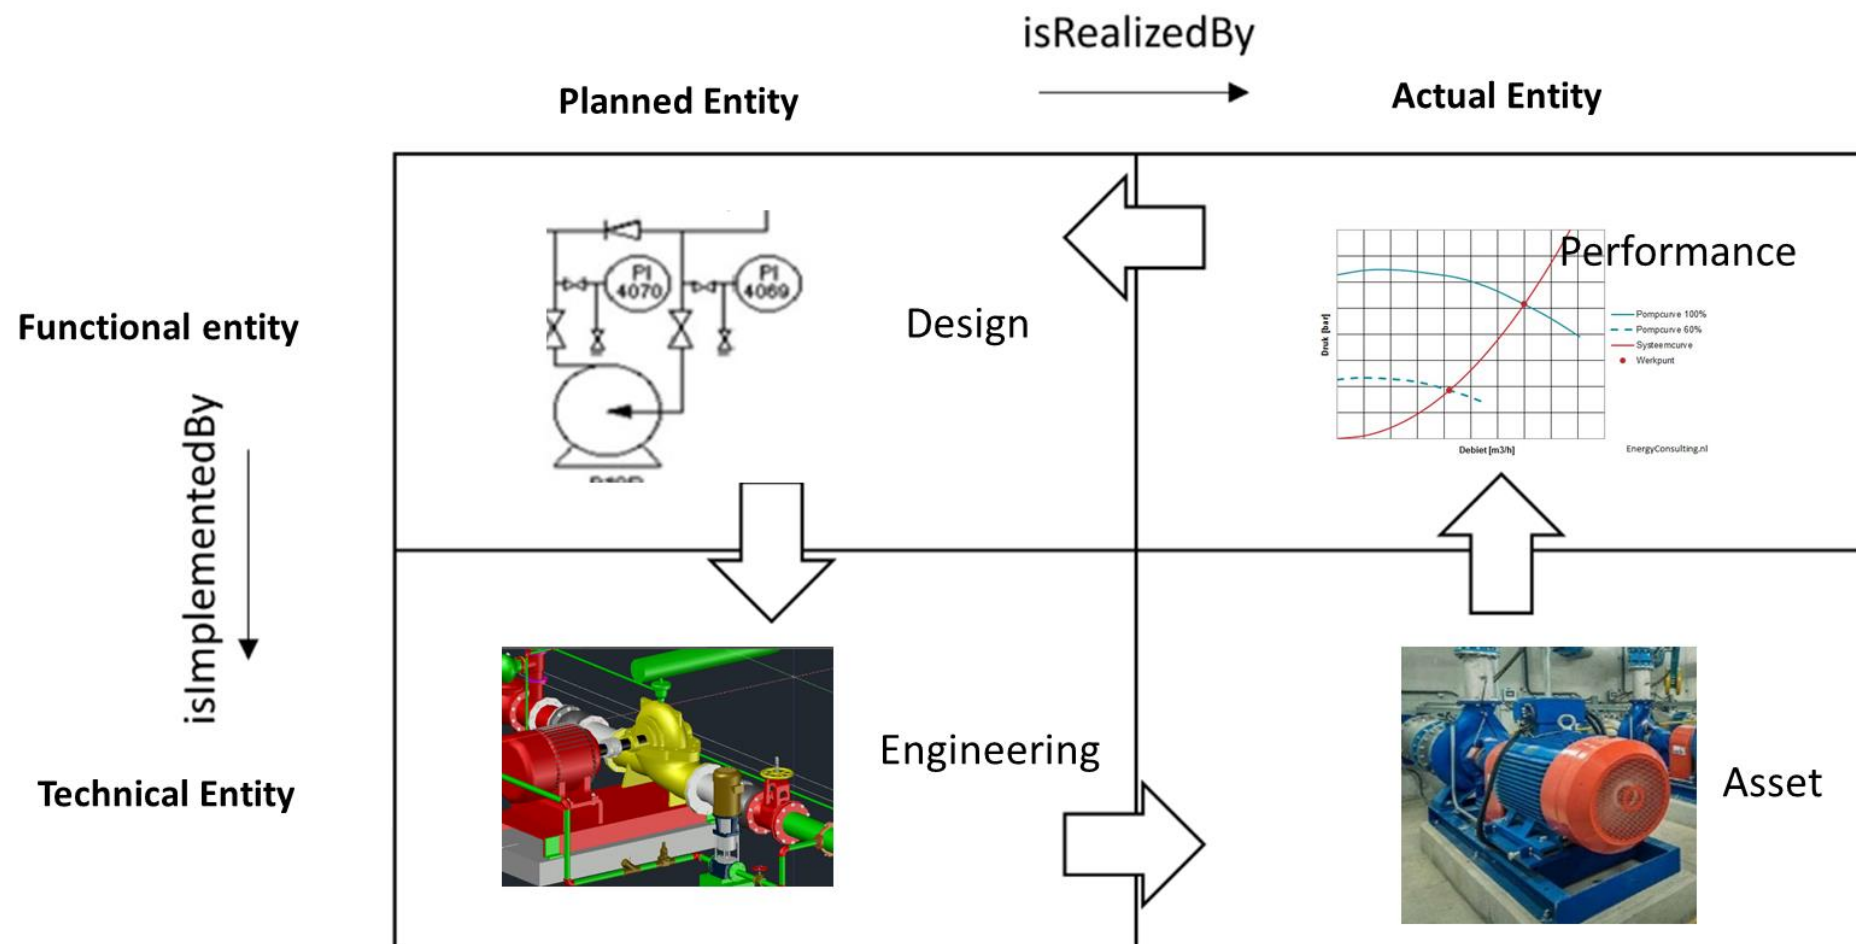 isRealizedBy
Planned Entity
Actual Entity
Functional entity
isImplementedBy
Technical Entity
PI
4070
PI
4069
Design
Performance
Druk [bar]
Pompcurve 100%
Pompcurve 60%
Systeemcurve
Werkpunt
Debiet [m3/h]
EnergyConsulting.nl
Engineering
Asset